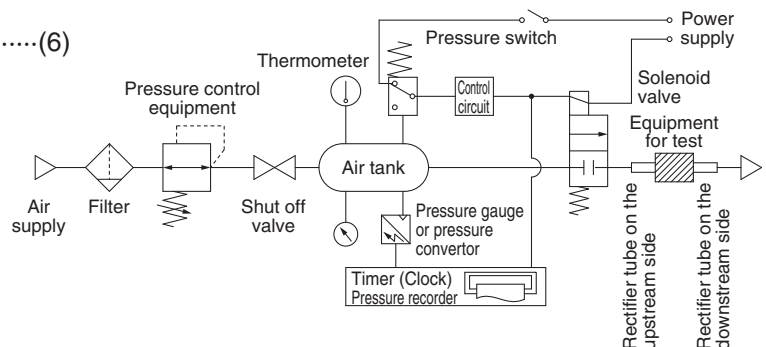 .....(6)
Power
supply
Pressure switch
Thermometer
Pressure control
equipment
Control
circuit
Solenoid
valve
Equipment
for test
Air tank
Air
supply
Filter
Shut off
valve
Pressure gauge
or pressure
convertor
Timer (Clock)
Pressure recorder
Rectifier tube on the
upstream side
Rectifier tube on the
downstream side